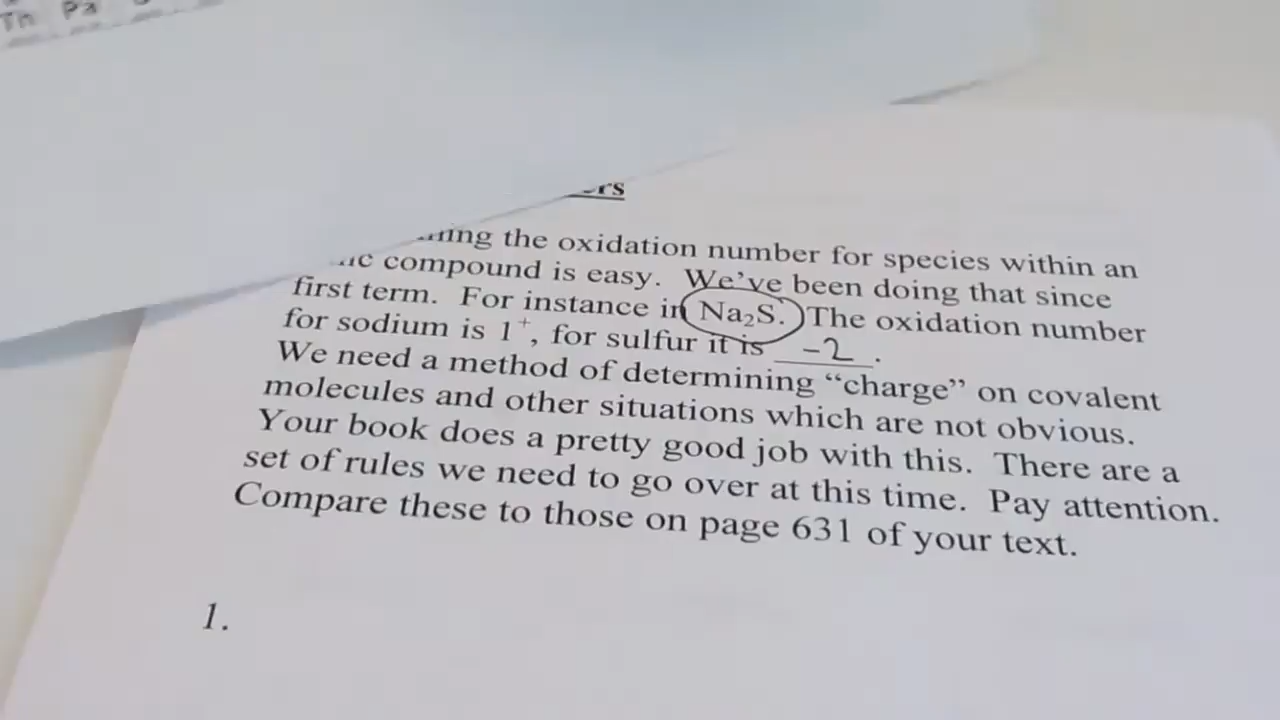 Th Pa
the oxidation number for species within an
compound is easy. We've been doing that since
first term. For instance in Na₂S. The oxidation number
for sodium is 1⁺, for sulfur it is -2.
We need a method of determining "charge" on covalent
molecules and other situations which are not obvious.
Your book does a pretty good job with this. There are a
set of rules we need to go over at this time. Pay attention.
Compare these to those on page 631 of your text.
1.